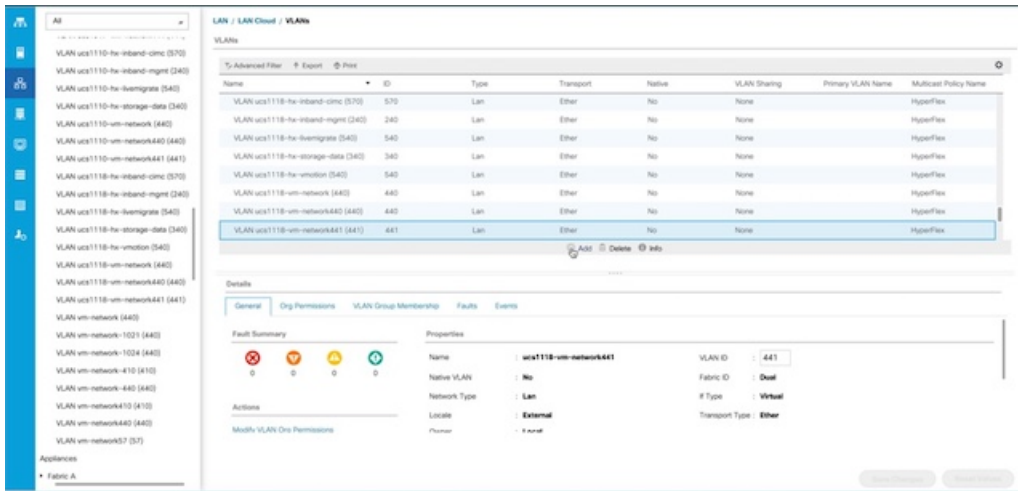 All
LAN / LAN Cloud / VLANs
VLANs
VLAN ucs1110-hx-inband-cimc (570)
VLAN ucs1110-hx-inband-mgmt (240)
VLAN ucs1110-hx-livemigrate (540)
VLAN ucs1110-hx-storage-data (340)
VLAN ucs1110-vm-network (440)
VLAN ucs1110-vm-network440 (440)
VLAN ucs1110-vm-network441 (441)
VLAN ucs1118-hx-inband-cimc (570)
VLAN ucs1118-hx-inband-mgmt (240)
VLAN ucs1118-hx-livemigrate (540)
VLAN ucs1118-hx-storage-data (340)
VLAN ucs1118-hx-vmotion (540)
VLAN ucs1118-vm-network (440)
VLAN ucs1118-vm-network440 (440)
VLAN ucs1118-vm-network441 (441)
VLAN vm-network (440)
VLAN vm-network-1021 (440)
VLAN vm-network-1024 (440)
VLAN vm-network-410 (410)
VLAN vm-network-440 (440)
VLAN vm-network410 (410)
VLAN vm-network440 (440)
VLAN vm-network57 (57)
Appliances
Fabric A
Advanced Filter Export Print
Name ID Type Transport Native VLAN Sharing Primary VLAN Name Multicast Policy Name
VLAN ucs1118-hx-inband-cimc (570) 570 Lan Ether No None HyperFlex
VLAN ucs1118-hx-inband-mgmt (240) 240 Lan Ether No None HyperFlex
VLAN ucs1118-hx-livemigrate (540) 540 Lan Ether No None HyperFlex
VLAN ucs1118-hx-storage-data (340) 340 Lan Ether No None HyperFlex
VLAN ucs1118-hx-vmotion (540) 540 Lan Ether No None HyperFlex
VLAN ucs1118-vm-network (440) 440 Lan Ether No None HyperFlex
VLAN ucs1118-vm-network440 (440) 440 Lan Ether No None HyperFlex
VLAN ucs1118-vm-network441 (441) 441 Lan Ether No None HyperFlex
Add Delete Info
Details
General Org Permissions VLAN Group Membership Faults Events
Fault Summary
0 0 0 0
Actions
Modify VLAN Org Permissions
Properties
Name : ucs1118-vm-network441 VLAN ID : 441
Native VLAN : No Fabric ID : Dual
Network Type : Lan If Type : Virtual
Locale : External Transport Type : Ether
Owner : Local
Save Changes Reset Values